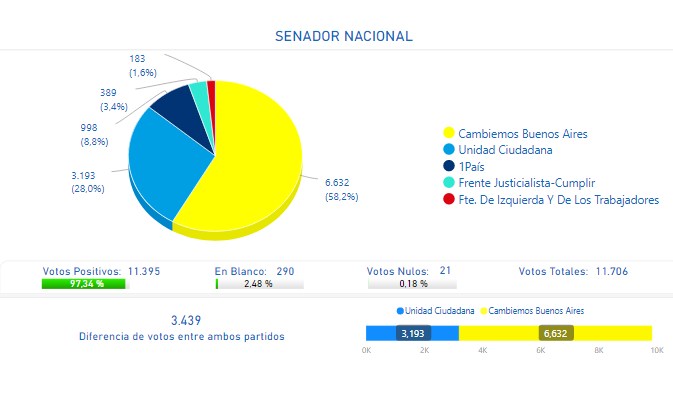 SENADOR NACIONAL
183
(1,6%)
389
(3,4%)
998
(8,8%)
3.193
(28,0%)
6.632
(58,2%)
Cambiemos Buenos Aires
Unidad Ciudadana
1País
Frente Justicialista-Cumplir
Fte. De Izquierda Y De Los Trabajadores
Votos Positivos: 11.395
97,34 %
En Blanco: 290
2,48 %
Votos Nulos: 21
0,18 %
Votos Totales: 11.706
3.439
Diferencia de votos entre ambos partidos
Unidad Ciudadana Cambiemos Buenos Aires
3,193 6,632
0K 2K 4K 6K 8K 10K